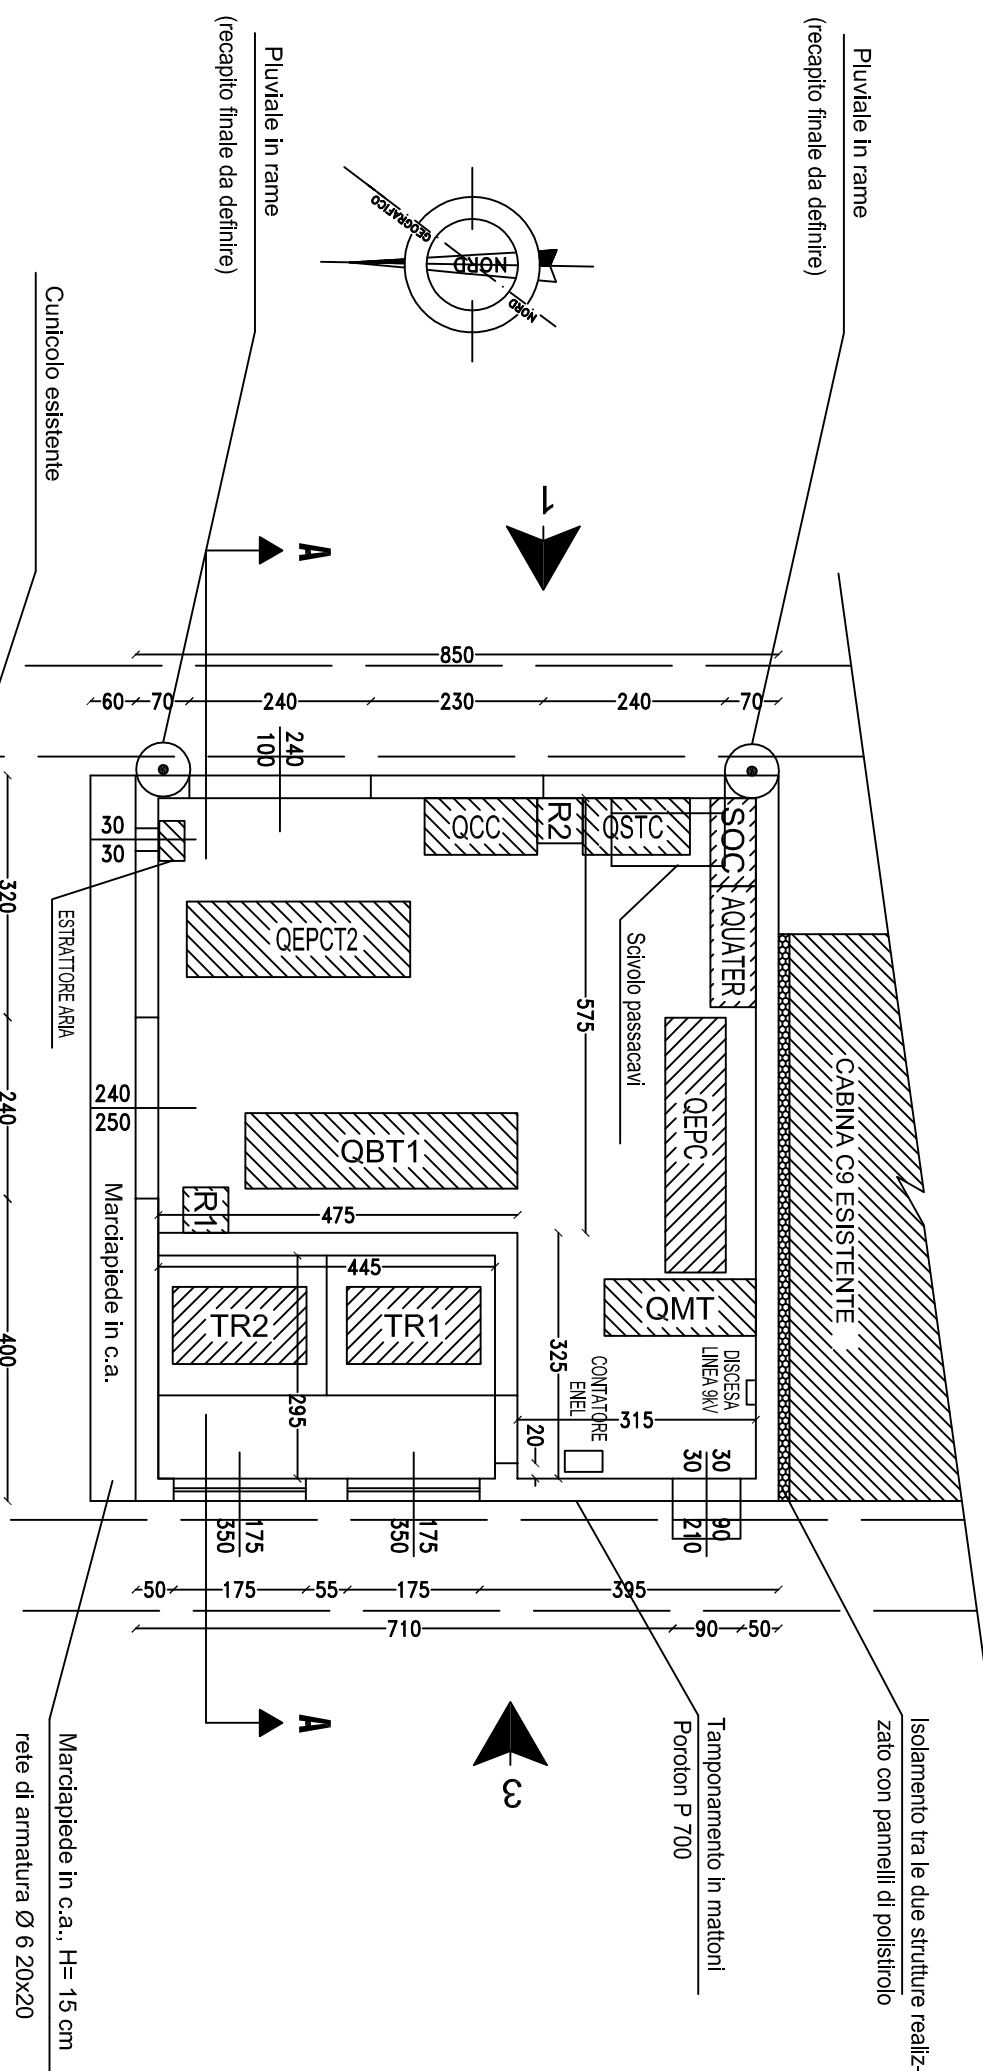 Pluviale in rame
(recapito finale da definire)
Pluviale in rame
(recapito finale da definire)
Cunicolo esistente
NORD
GEOGRAFICO
NORD
1
A
850
60
70
240
230
240
70
240
100
30
30
ESTRATTORE ARIA
QCC
R2
QSTC
SOC
AQUATER
QEPCT2
Scivolo passacavi
575
QEPC
CABINA C9 ESISTENTE
320
240
400
240
250
Marciapiede in c.a.
QBT1
R1
475
445
TR2
TR1
QMT
295
325
315
20
CONTATORE
ENEL
DISCESA
LINEA 9kV
30
30
90
210
175
350
175
350
50
175
55
175
395
710
90
50
A
3
Isolamento tra le due strutture realiz-
zato con pannelli di polistirolo
Tamponamento in mattoni
Poroton P 700
Marciapiede in c.a., H= 15 cm
rete di armatura Ø 6 20x20